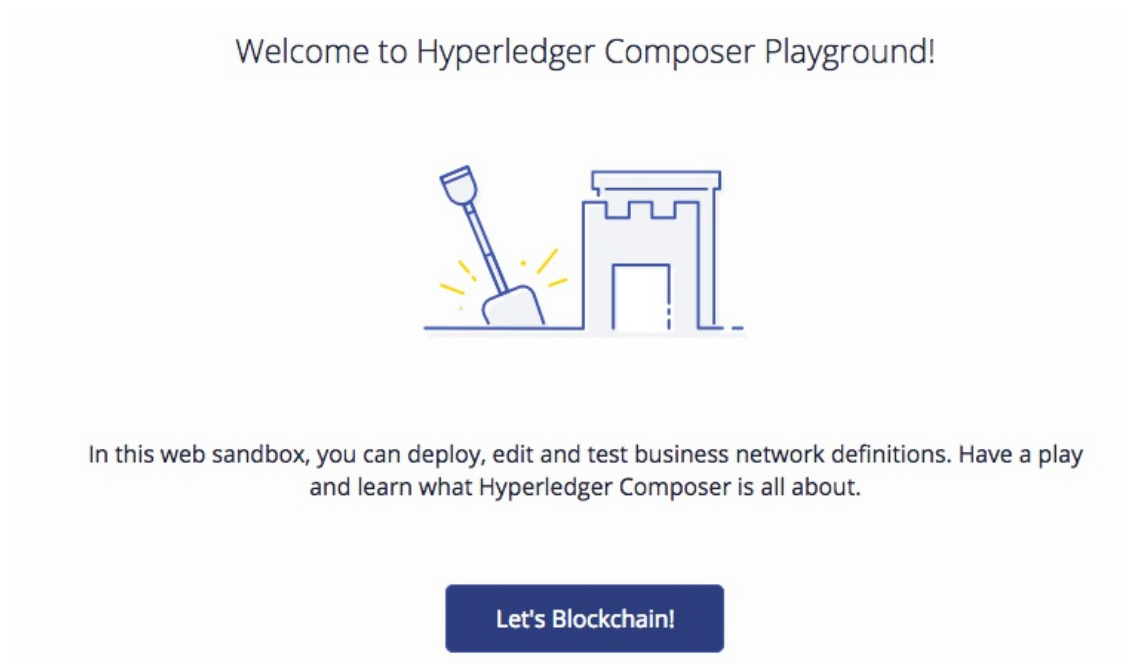 Welcome to Hyperledger Composer Playground!
In this web sandbox, you can deploy, edit and test business network definitions. Have a play
and learn what Hyperledger Composer is all about.
Let's Blockchain!